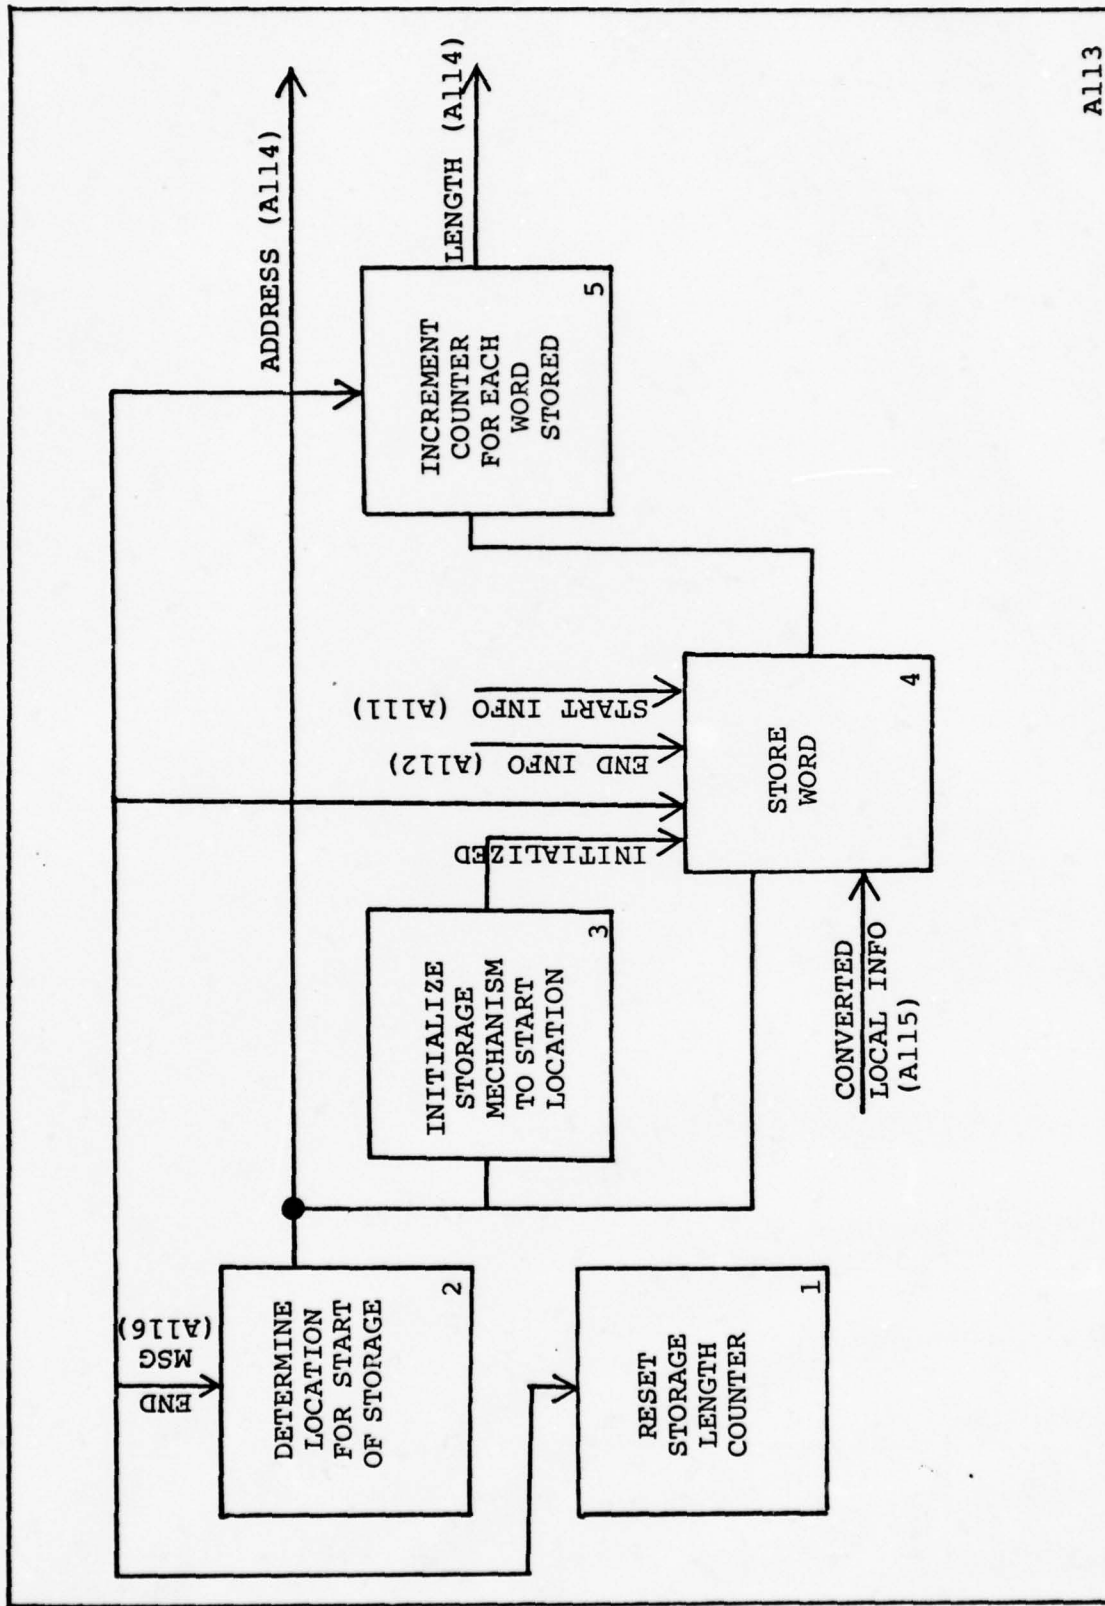 END
MSG
(A116)
DETERMINE
LOCATION
FOR START
OF STORAGE
2
RESET
STORAGE
LENGTH
COUNTER
1
INITIALIZE
STORAGE
MECHANISM
TO START
LOCATION
3
INITIALIZED
END INFO (A112)
START INFO (A111)
CONVERTED
LOCAL INFO
(A115)
STORE
WORD
4
INCREMENT
COUNTER
FOR EACH
WORD
STORED
5
ADDRESS (A114)
LENGTH (A114)
A113